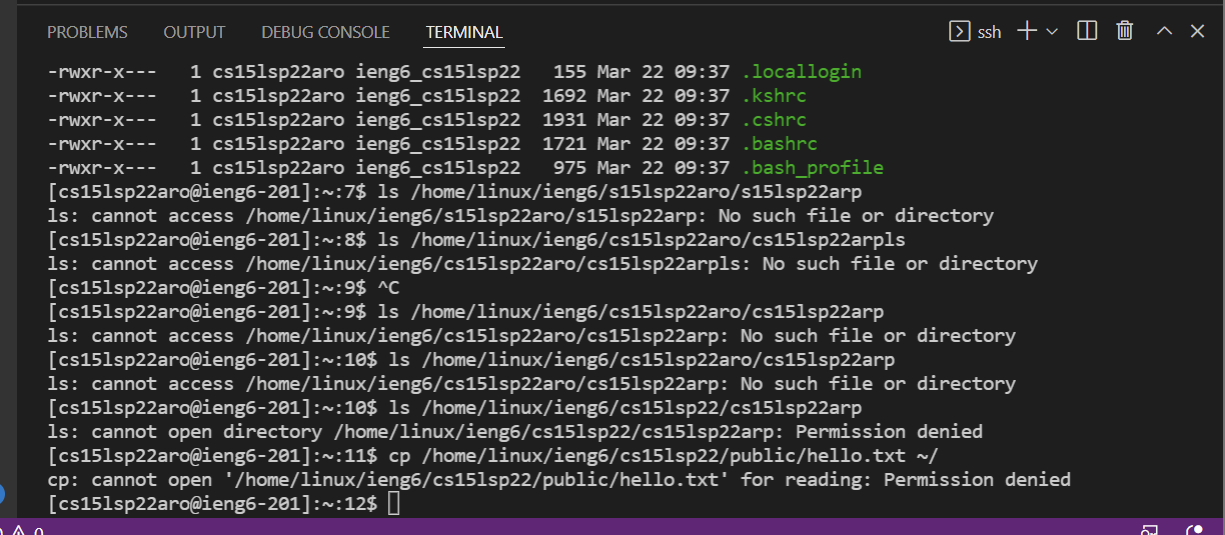 PROBLEMS OUTPUT DEBUG CONSOLE TERMINAL ssh
-rwxr-x--- 1 cs15lsp22aro ieng6_cs15lsp22 155 Mar 22 09:37 .locallogin
-rwxr-x--- 1 cs15lsp22aro ieng6_cs15lsp22 1692 Mar 22 09:37 .kshrc
-rwxr-x--- 1 cs15lsp22aro ieng6_cs15lsp22 1931 Mar 22 09:37 .cshrc
-rwxr-x--- 1 cs15lsp22aro ieng6_cs15lsp22 1721 Mar 22 09:37 .bashrc
-rwxr-x--- 1 cs15lsp22aro ieng6_cs15lsp22 975 Mar 22 09:37 .bash_profile
[cs15lsp22aro@ieng6-201]:~:7$ ls /home/linux/ieng6/s15lsp22aro/s15lsp22arp
ls: cannot access /home/linux/ieng6/s15lsp22aro/s15lsp22arp: No such file or directory
[cs15lsp22aro@ieng6-201]:~:8$ ls /home/linux/ieng6/cs15lsp22aro/cs15lsp22arpls
ls: cannot access /home/linux/ieng6/cs15lsp22aro/cs15lsp22arpls: No such file or directory
[cs15lsp22aro@ieng6-201]:~:9$ ^C
[cs15lsp22aro@ieng6-201]:~:9$ ls /home/linux/ieng6/cs15lsp22aro/cs15lsp22arp
ls: cannot access /home/linux/ieng6/cs15lsp22aro/cs15lsp22arp: No such file or directory
[cs15lsp22aro@ieng6-201]:~:10$ ls /home/linux/ieng6/cs15lsp22aro/cs15lsp22arp
ls: cannot access /home/linux/ieng6/cs15lsp22aro/cs15lsp22arp: No such file or directory
[cs15lsp22aro@ieng6-201]:~:10$ ls /home/linux/ieng6/cs15lsp22/cs15lsp22arp
ls: cannot open directory /home/linux/ieng6/cs15lsp22/cs15lsp22arp: Permission denied
[cs15lsp22aro@ieng6-201]:~:11$ cp /home/linux/ieng6/cs15lsp22/public/hello.txt ~/
cp: cannot open '/home/linux/ieng6/cs15lsp22/public/hello.txt' for reading: Permission denied
[cs15lsp22aro@ieng6-201]:~:12$